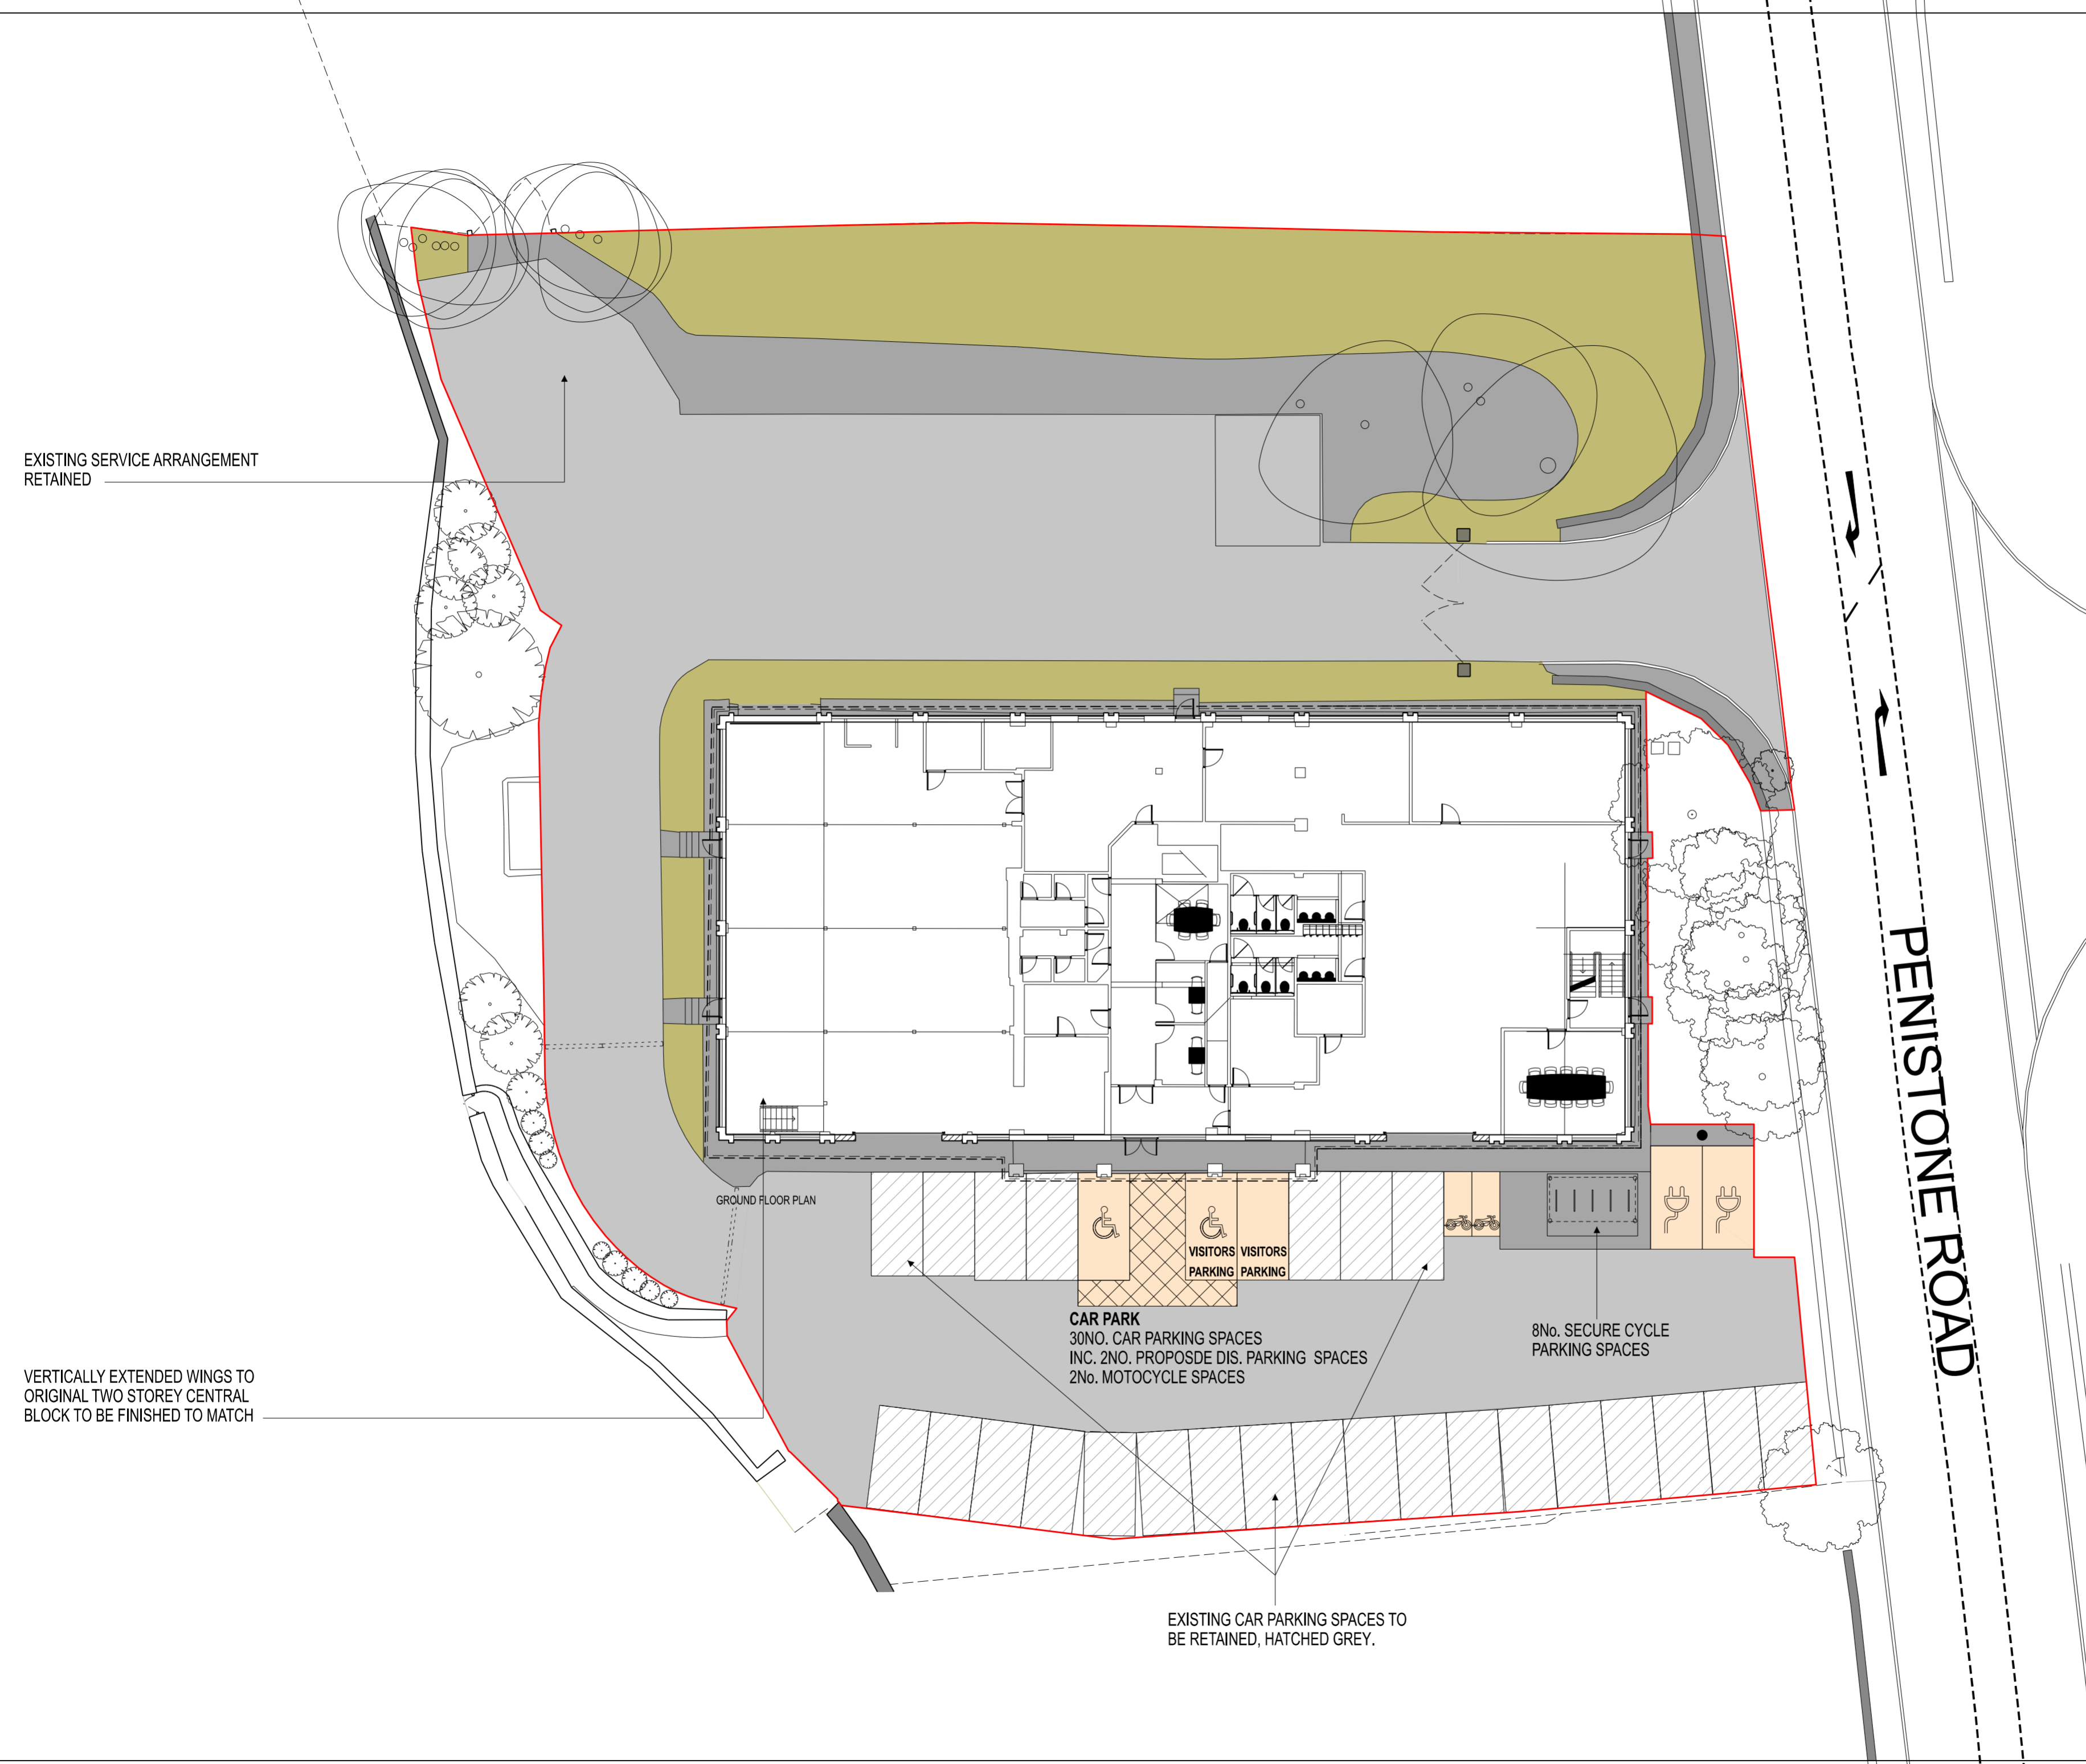 EXISTING SERVICE ARRANGEMENT
RETAINED
PENISTONE ROAD
GROUND FLOOR PLAN
VISITORS
PARKING
VISITORS
PARKING
CAR PARK
30NO. CAR PARKING SPACES
INC. 2NO. PROPOSDE DIS. PARKING SPACES
2No. MOTOCYCLE SPACES
8No. SECURE CYCLE
PARKING SPACES
VERTICALLY EXTENDED WINGS TO
ORIGINAL TWO STOREY CENTRAL
BLOCK TO BE FINISHED TO MATCH
EXISTING CAR PARKING SPACES TO
BE RETAINED, HATCHED GREY.